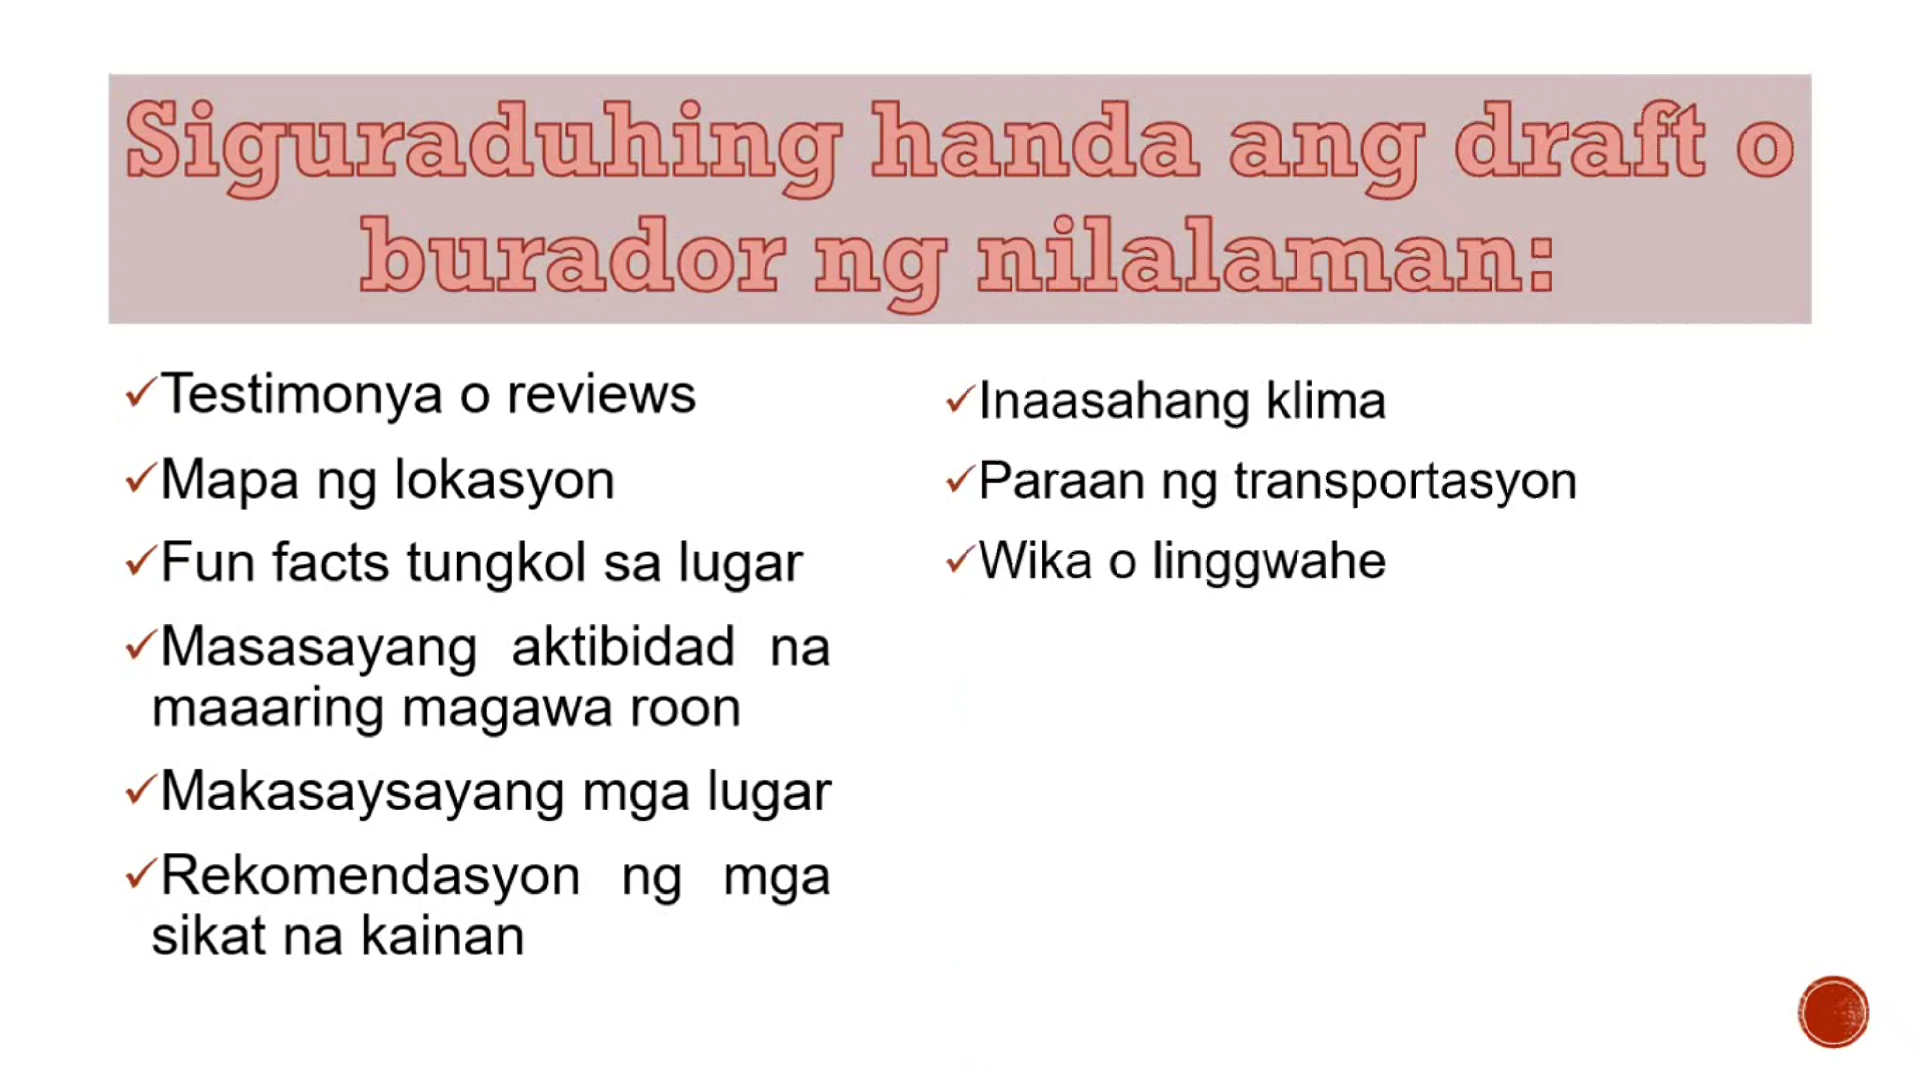 Siguraduhing handa ang draft o
burador ng nilalaman:
✓Testimonya o reviews
✓Mapa ng lokasyon
✓Fun facts tungkol sa lugar
✓Masasayang aktibidad na
maaaring magawa roon
✓Makasaysayang mga lugar
✓Rekomendasyon ng mga
sikat na kainan
✓Inaasahang klima
✓Paraan ng transportasyon
✓Wika o linggwahe